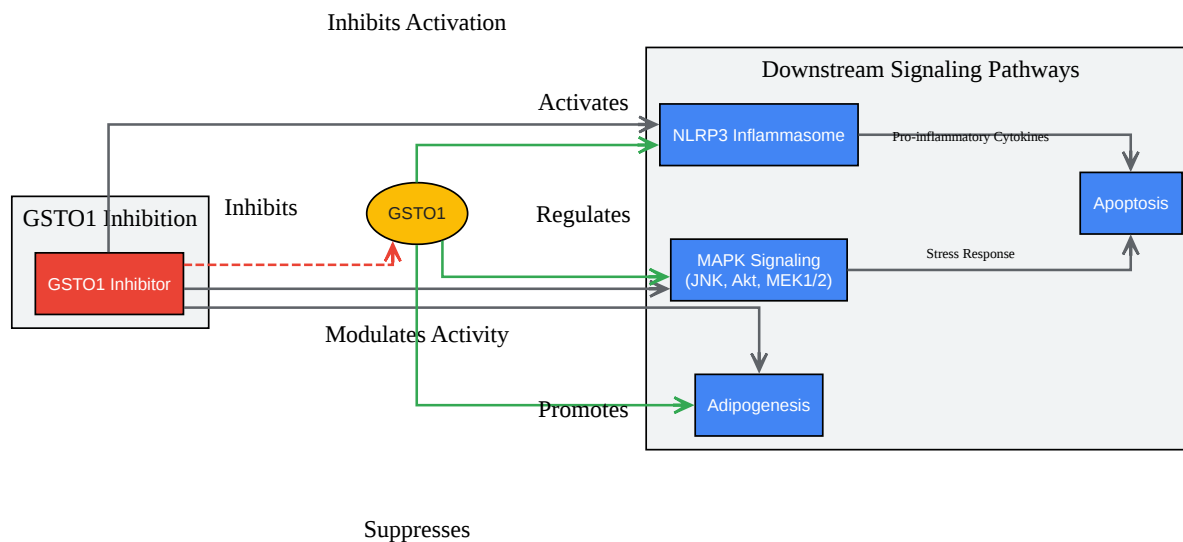 Inhibits Activation
Downstream Signaling Pathways
Activates
NLRP3 Inflammasome
Pro-inflammatory Cytokines
GSTO1 Inhibition
Inhibits
GSTO1
Regulates
Apoptosis
GSTO1 Inhibitor
MAPK Signaling
(JNK, Akt, MEK1/2)
Stress Response
Modulates Activity
Promotes
Adipogenesis
Suppresses